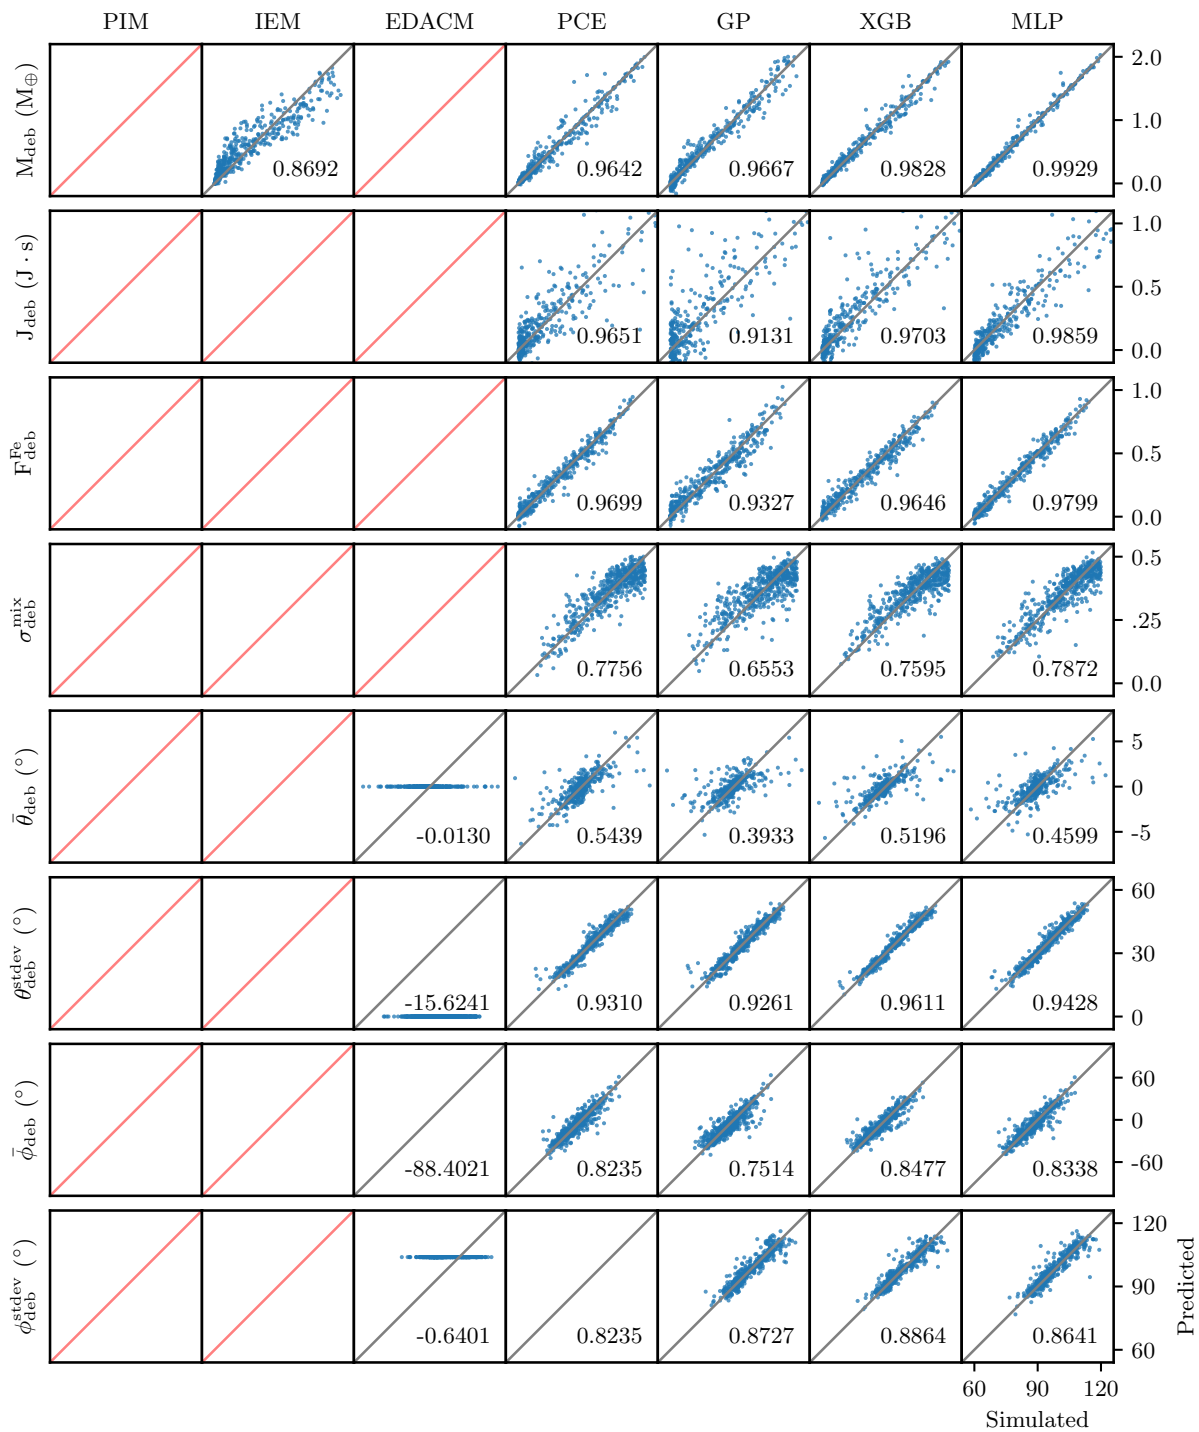 PIM IEM EDACM PCE GP XGB MLP
M_deb (M_⊕) 0.8692 0.9642 0.9667 0.9828 0.9929 2.0 1.0 0.0
J_deb (J · s) 0.9651 0.9131 0.9703 0.9859 1.0 0.5 0.0
F_deb^Fe 0.9699 0.9327 0.9646 0.9799 1.0 0.5 0.0
σ_deb^mix 0.7756 0.6553 0.7595 0.7872 0.5 .25 0.0
θ̄_deb (°) -0.0130 0.5439 0.3933 0.5196 0.4599 5 0 -5
θ_deb^stdev (°) -15.6241 0.9310 0.9261 0.9611 0.9428 60 30 0
φ̄_deb (°) -88.4021 0.8235 0.7514 0.8477 0.8338 60 0 -60
φ_deb^stdev (°) -0.6401 0.8235 0.8727 0.8864 0.8641 120 90 60
Predicted
60 90 120
Simulated